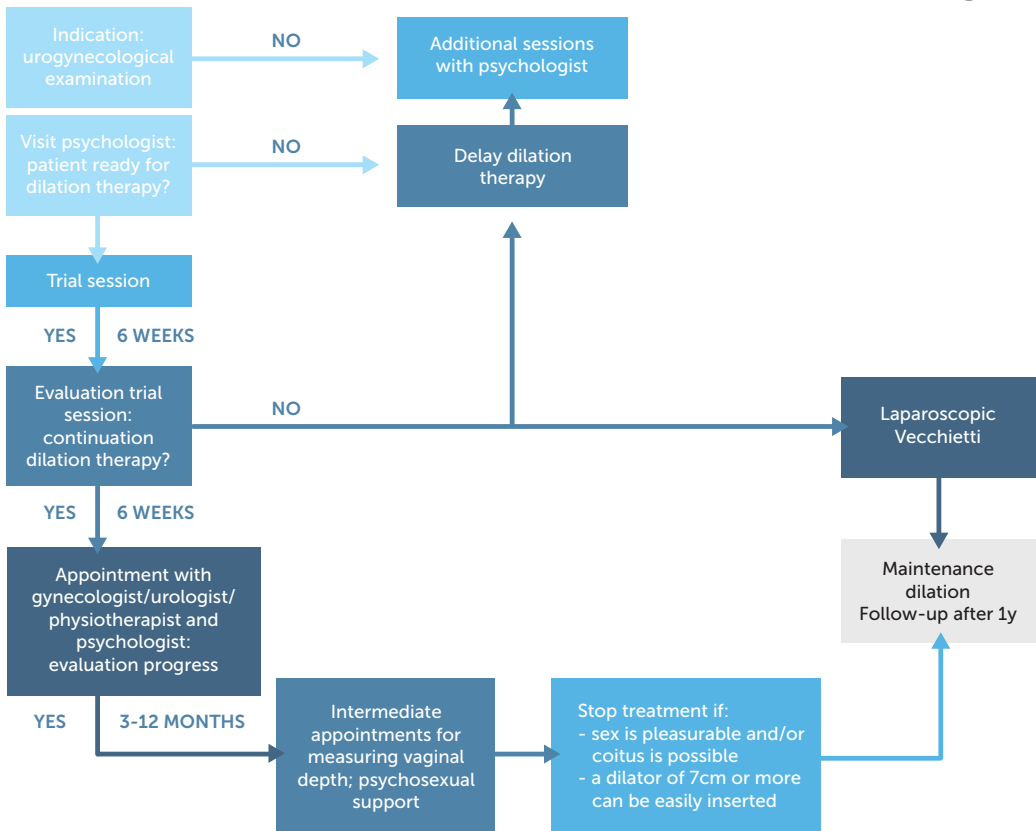 Indication:
urogynecological
examination
NO
Additional sessions
with psychologist
Visit psychologist:
patient ready for
dilation therapy?
NO
Delay dilation
therapy
Trial session
YES
6 WEEKS
Evaluation trial
session:
continuation
dilation therapy?
NO
Laparoscopic
Vecchietti
YES
6 WEEKS
Appointment with
gynecologist/urologist/
physiotherapist and
psychologist:
evaluation progress
Maintenance
dilation
Follow-up after 1y
YES
3-12 MONTHS
Intermediate
appointments for
measuring vaginal
depth; psychosexual
support
Stop treatment if:
- sex is pleasurable and/or
coitus is possible
- a dilator of 7cm or more
can be easily inserted